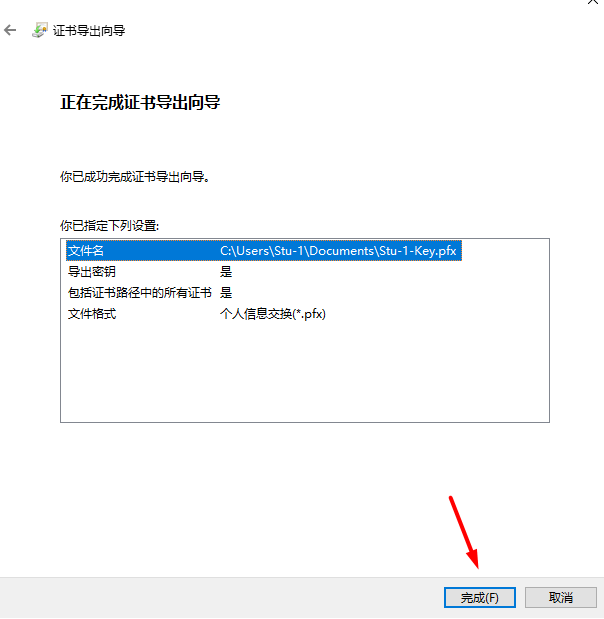 证书导出向导
正在完成证书导出向导
你已成功完成证书导出向导。
你已指定下列设置:
文件名 C:\Users\Stu-1\Documents\Stu-1-Key.pfx
导出密钥 是
包括证书路径中的所有证书 是
文件格式 个人信息交换(*.pfx)
完成(F) 取消